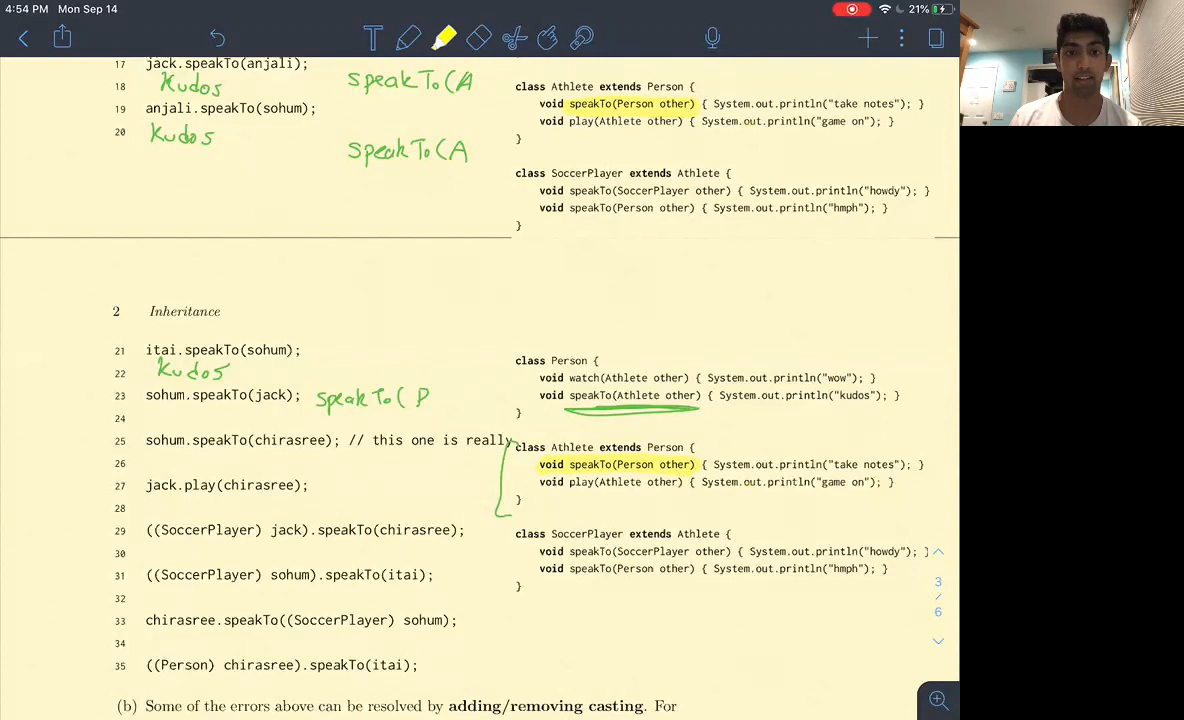 4:54 PM Mon Sep 14
21%
17 jack.speakTo(anjali);
18 Kudos speakTo(A
19 anjali.speakTo(sohum);
20 Kudos
speakTo(A
class Athlete extends Person {
void speakTo(Person other) { System.out.println("take notes"); }
void play(Athlete other) { System.out.println("game on"); }
}
class SoccerPlayer extends Athlete {
void speakTo(SoccerPlayer other) { System.out.println("howdy"); }
void speakTo(Person other) { System.out.println("hmph"); }
}
2 Inheritance
21 itai.speakTo(sohum);
22 Kudos
23 sohum.speakTo(jack); speakTo( P
24
25 sohum.speakTo(chirasree); // this one is really
26
27 jack.play(chirasree);
28
29 ((SoccerPlayer) jack).speakTo(chirasree);
30
31 ((SoccerPlayer) sohum).speakTo(itai);
32
33 chirasree.speakTo((SoccerPlayer) sohum);
34
35 ((Person) chirasree).speakTo(itai);
class Person {
void watch(Athlete other) { System.out.println("wow"); }
void speakTo(Athlete other) { System.out.println("kudos"); }
}
class Athlete extends Person {
void speakTo(Person other) { System.out.println("take notes"); }
void play(Athlete other) { System.out.println("game on"); }
}
class SoccerPlayer extends Athlete {
void speakTo(SoccerPlayer other) { System.out.println("howdy"); }
void speakTo(Person other) { System.out.println("hmph"); }
}
3
/
6
(b) Some of the errors above can be resolved by adding/removing casting. For